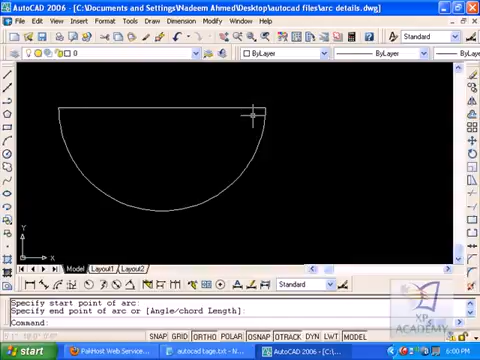 AutoCAD 2006 - [C:\Documents and Settings\Nadeem Ahmed\Desktop\autocad files\arc details.dwg]
File Edit View Insert Format Tools Draw Dimension Modify Window Help
Standard
0
ByLayer
ByLayer
Y
X
Model Layout1 Layout2
Standard
Specify start point of arc:
Specify end point of arc or [Angle/chord Length]:
Command:
XP
ACADEMY
SNAP GRID ORTHO POLAR OSNAP OTRACK DYN LWT MODEL
start PakHost Web Service... autocad tage.txt - N... AutoCAD 2006 - [C:\... 6:00 PM